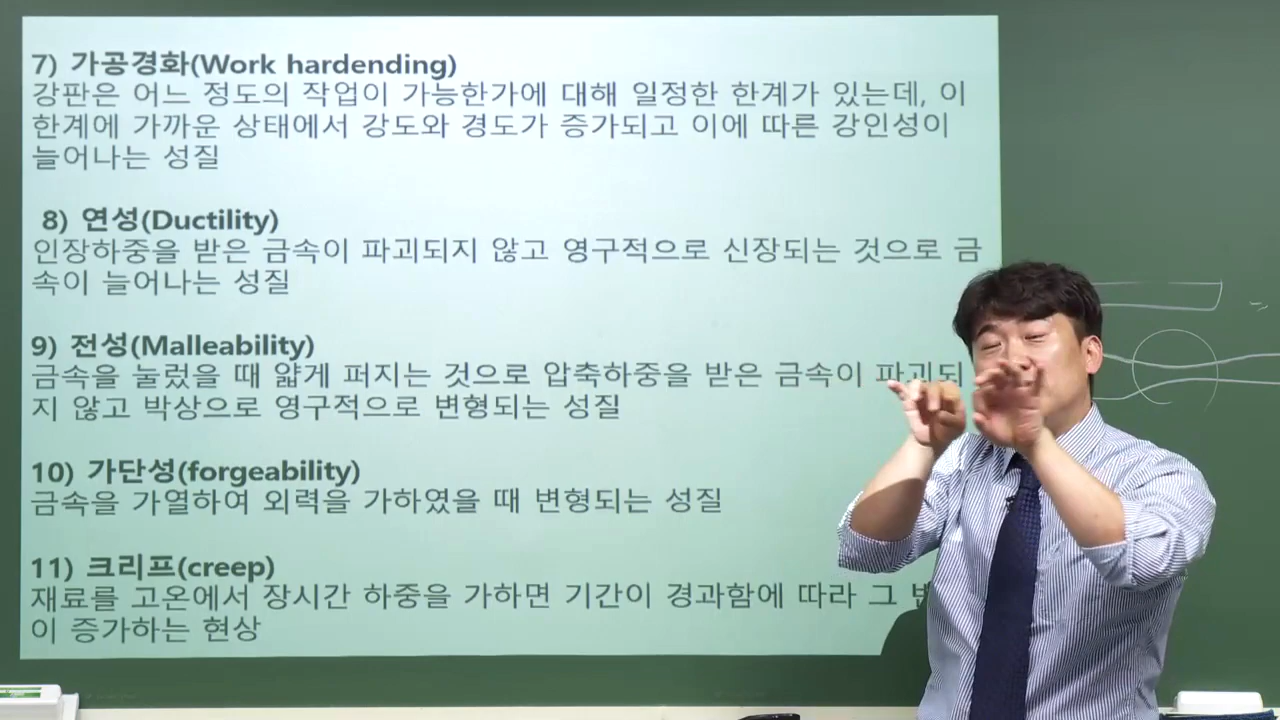 7) 가공경화(Work hardending)
강판은 어느 정도의 작업이 가능한가에 대해 일정한 한계가 있는데, 이
한계에 가까운 상태에서 강도와 경도가 증가되고 이에 따른 강인성이
늘어나는 성질
8) 연성(Ductility)
인장하중을 받은 금속이 파괴되지 않고 영구적으로 신장되는 것으로 금
속이 늘어나는 성질
9) 전성(Malleability)
금속을 눌렀을 때 얇게 퍼지는 것으로 압축하중을 받은 금속이 파괴되
지 않고 박상으로 영구적으로 변형되는 성질
10) 가단성(forgeability)
금속을 가열하여 외력을 가하였을 때 변형되는 성질
11) 크리프(creep)
재료를 고온에서 장시간 하중을 가하면 기간이 경과함에 따라 그
이 증가하는 현상